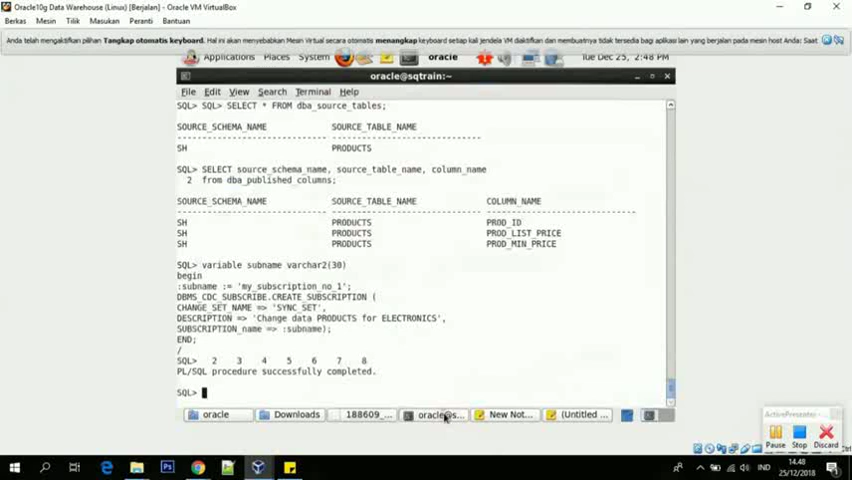 Oracle10g Data Warehouse (Linux) [Berjalan] - Oracle VM VirtualBox
Berkas Mesin Tilik Masukan Peranti Bantuan
Anda telah mengaktifkan pilihan Tangkap otomatis keyboard. Hal ini akan menyebabkan Mesin Virtual secara otomatis menangkap keyboard setiap kali jendela VM diaktifkan dan membuatnya tidak tersedia bagi aplikasi lain yang berjalan pada mesin host Anda: Saat
Applications Places System oracle Tue Dec 25, 2:48 PM
oracle@sqtrain:~
File Edit View Search Terminal Help
SQL> SQL> SELECT * FROM dba_source_tables;
SOURCE_SCHEMA_NAME SOURCE_TABLE_NAME
SH PRODUCTS
SQL> SELECT source_schema_name, source_table_name, column_name
2 from dba_published_columns;
SOURCE_SCHEMA_NAME SOURCE_TABLE_NAME COLUMN_NAME
SH PRODUCTS PROD_ID
SH PRODUCTS PROD_LIST_PRICE
SH PRODUCTS PROD_MIN_PRICE
SQL> variable subname varchar2(30)
begin
:subname := 'my_subscription_no_1';
DBMS_CDC_SUBSCRIBE.CREATE_SUBSCRIPTION (
CHANGE_SET_NAME => 'SYNC_SET',
DESCRIPTION => 'Change data PRODUCTS for ELECTRONICS',
SUBSCRIPTION_name => :subname);
END;
/
SQL> 2 3 4 5 6 7 8
PL/SQL procedure successfully completed.
SQL>
oracle Downloads 188609_... oracle@s... New Not... (Untitled ...
ActivePresenter
Pause Stop Discard
IND
14.48
25/12/2018